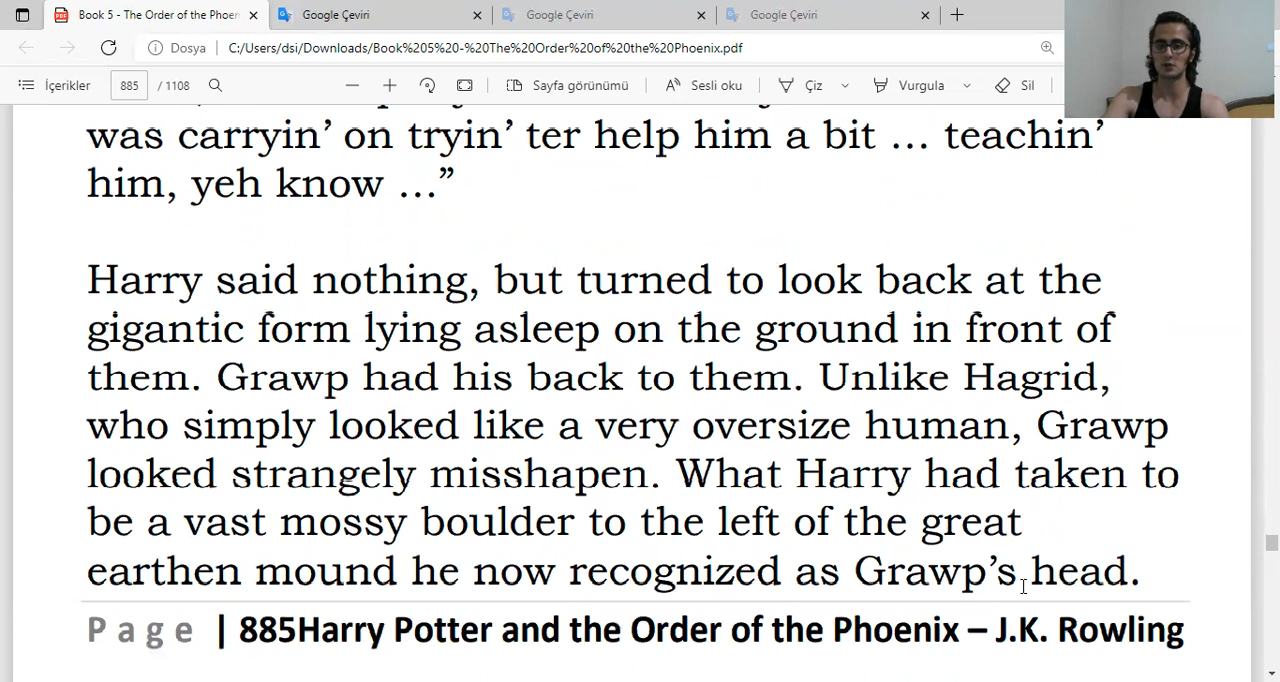 Book 5 - The Order of the Phoen
Google Çeviri
Google Çeviri
Google Çeviri
Dosya
C:/Users/dsi/Downloads/Book%205%20-%20The%20Order%20of%20the%20Phoenix.pdf
İçerikler
885
/ 1108
Sayfa görünümü
Sesli oku
Çiz
Vurgula
Sil
was carryin’ on tryin’ ter help him a bit … teachin’
him, yeh know …”
Harry said nothing, but turned to look back at the
gigantic form lying asleep on the ground in front of
them. Grawp had his back to them. Unlike Hagrid,
who simply looked like a very oversize human, Grawp
looked strangely misshapen. What Harry had taken to
be a vast mossy boulder to the left of the great
earthen mound he now recognized as Grawp’s head.
Page | 885Harry Potter and the Order of the Phoenix – J.K. Rowling